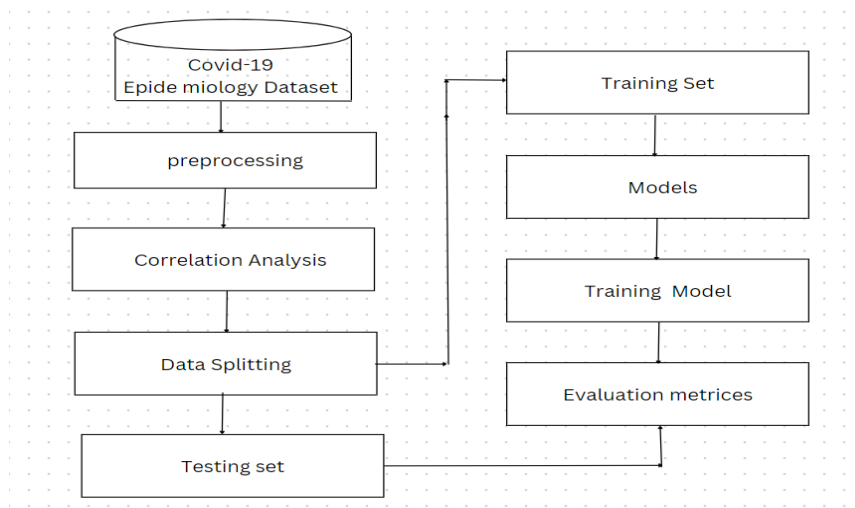 Covid-19
Epide miology Dataset
preprocessing
Correlation Analysis
Data Splitting
Testing set
Training Set
Models
Training Model
Evaluation metrices